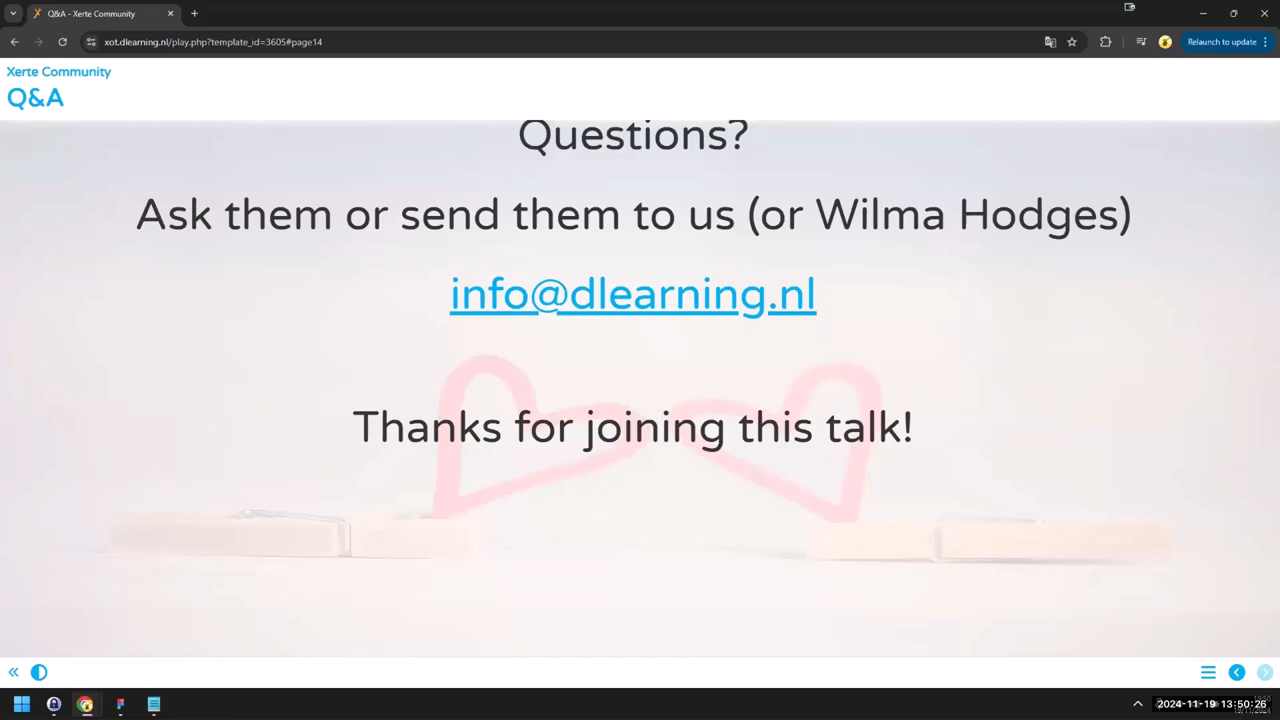 Q&A - Xerte Community
xot.dlearning.nl/play.php?template_id=3605#page14
Relaunch to update
Xerte Community
Q&A
Questions?
Ask them or send them to us (or Wilma Hodges)
info@dlearning.nl
Thanks for joining this talk!
2024-11-19 13:50:26